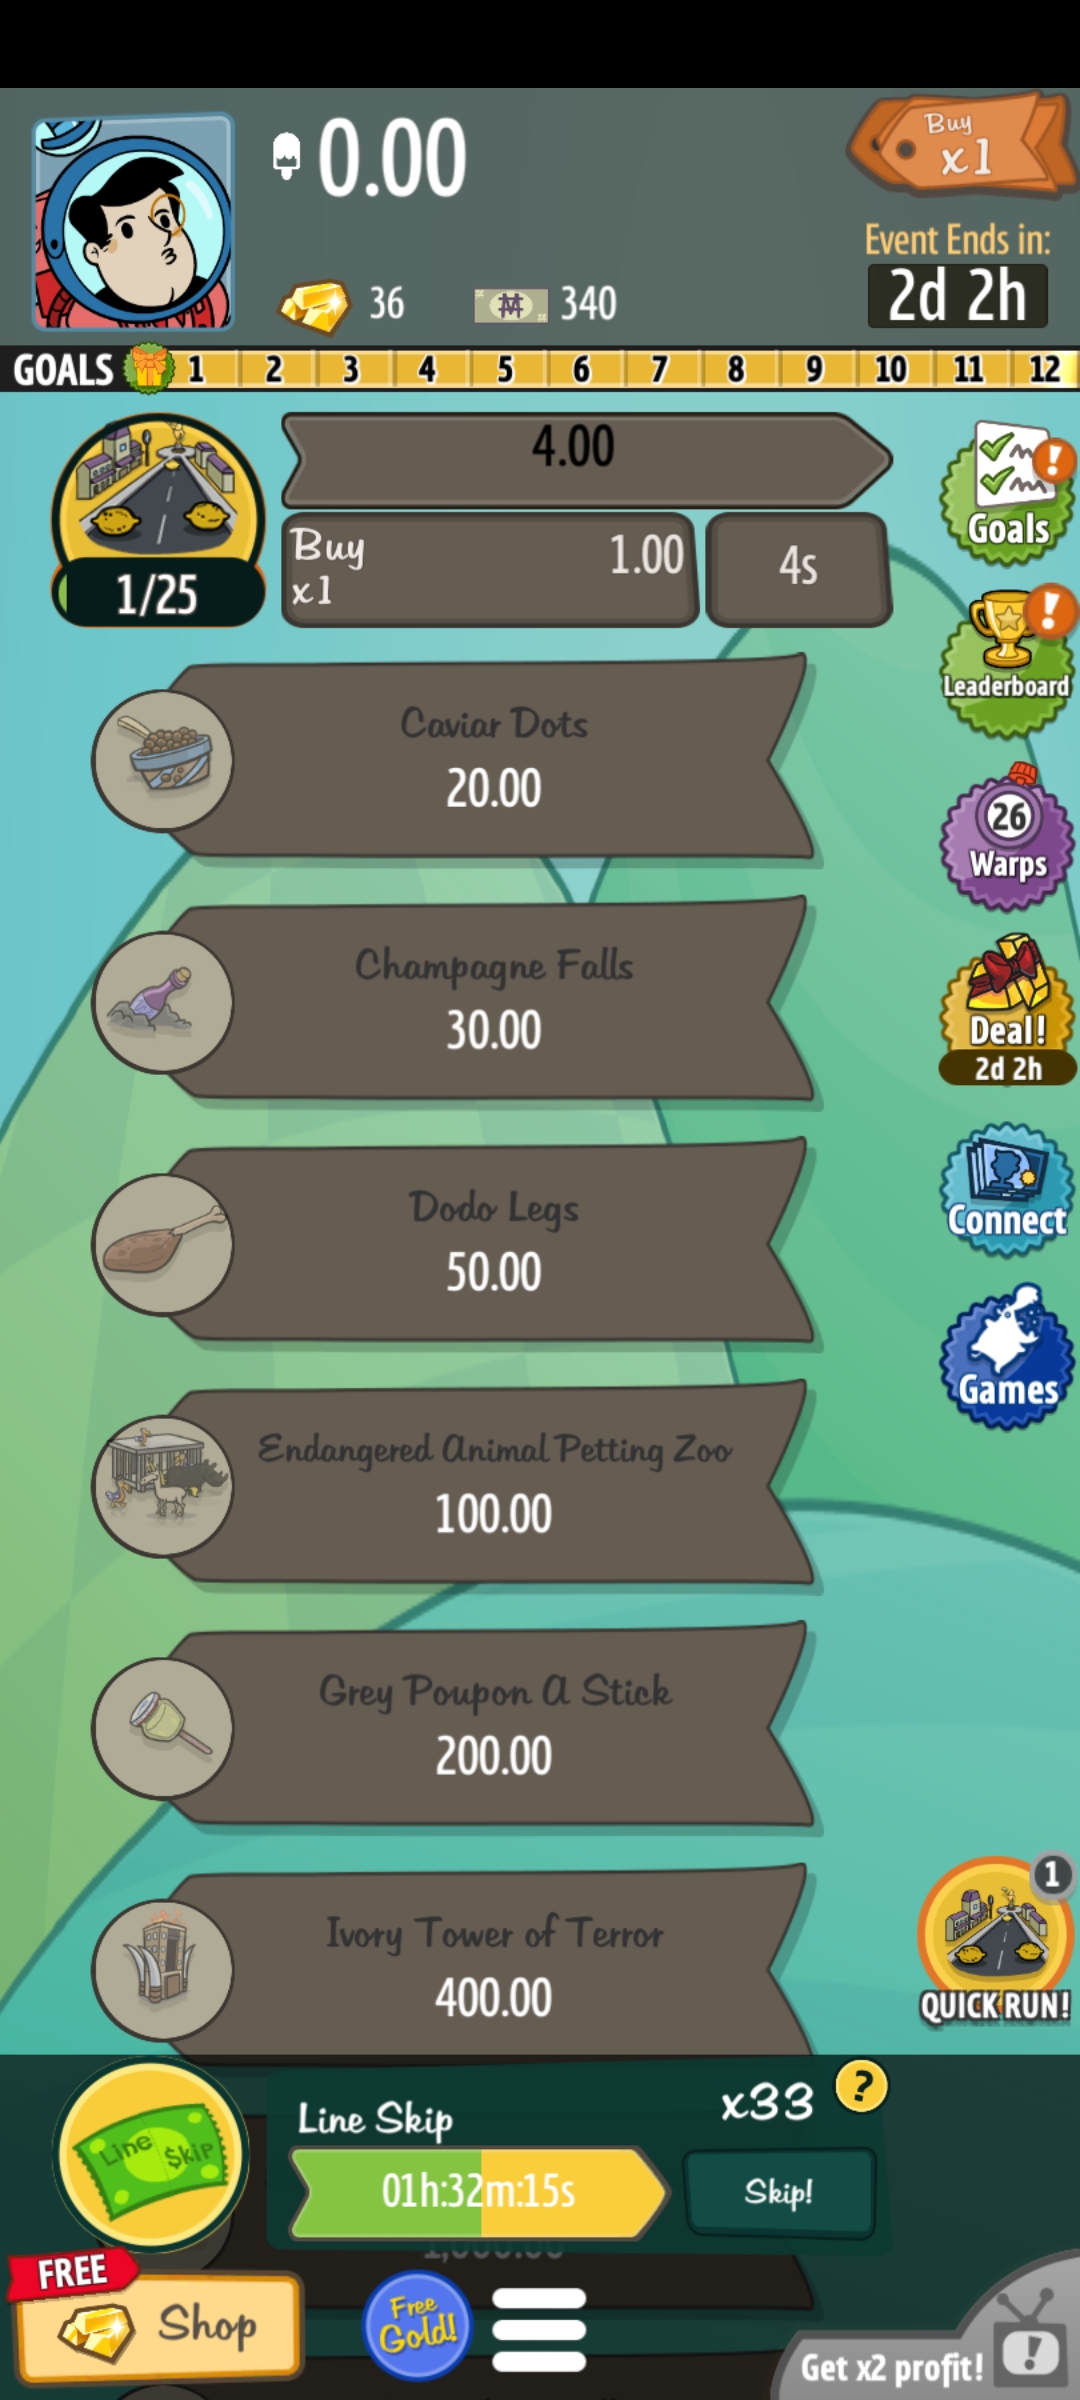 0.00
Buy
x1
Event Ends in:
2d 2h
36
340
GOALS 1 2 3 4 5 6 7 8 9 10 11 12
4.00
1/25
Buy
x1
1.00
4s
Goals
Leaderboard
Caviar Dots
20.00
26
Warps
Champagne Falls
30.00
Deal!
2d 2h
Dodo Legs
50.00
Connect
Games
Endangered Animal Petting Zoo
100.00
Grey Poupon A Stick
200.00
Ivory Tower of Terror
400.00
1
QUICK RUN!
Line $kip
Line Skip
x33
?
01h:32m:15s
Skip!
FREE
Shop
Free
Gold!
Get x2 profit!